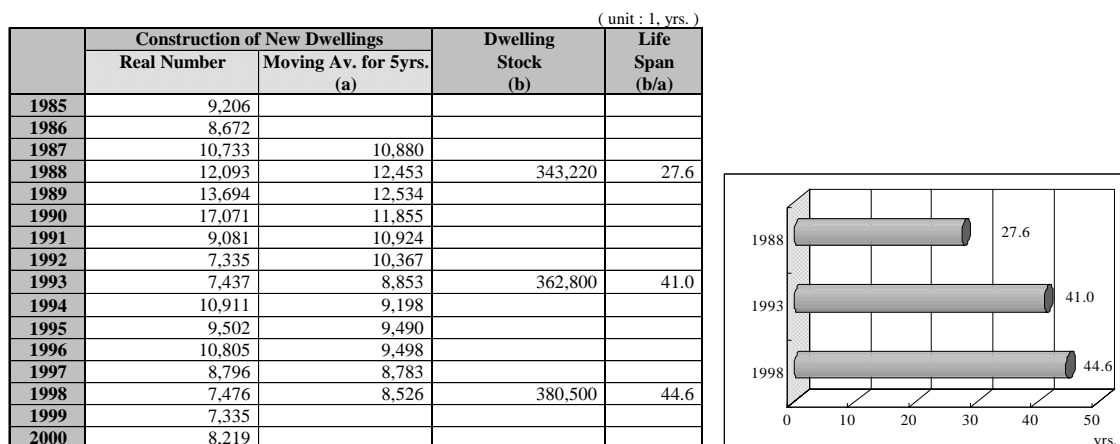 ( unit : 1, yrs. )
Construction of New Dwellings Dwelling Life
Real Number Moving Av. for 5yrs. Stock Span
(a) (b) (b/a)
1985 9,206
1986 8,672
1987 10,733 10,880
1988 12,093 12,453 343,220 27.6
1989 13,694 12,534
1990 17,071 11,855
1991 9,081 10,924
1992 7,335 10,367
1993 7,437 8,853 362,800 41.0
1994 10,911 9,198
1995 9,502 9,490
1996 10,805 9,498
1997 8,796 8,783
1998 7,476 8,526 380,500 44.6
1999 7,335
2000 8,219
1988 27.6
1993 41.0
1998 44.6
0 10 20 30 40 50
yrs.